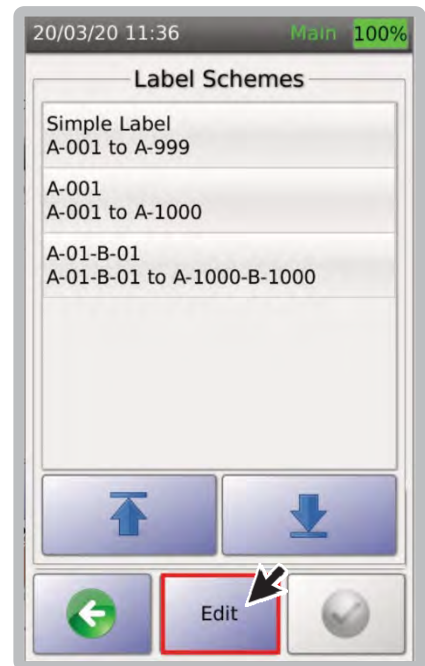 20/03/20 11:36 Main 100%
Label Schemes
Simple Label
A-001 to A-999
A-001
A-001 to A-1000
A-01-B-01
A-01-B-01 to A-1000-B-1000
Edit